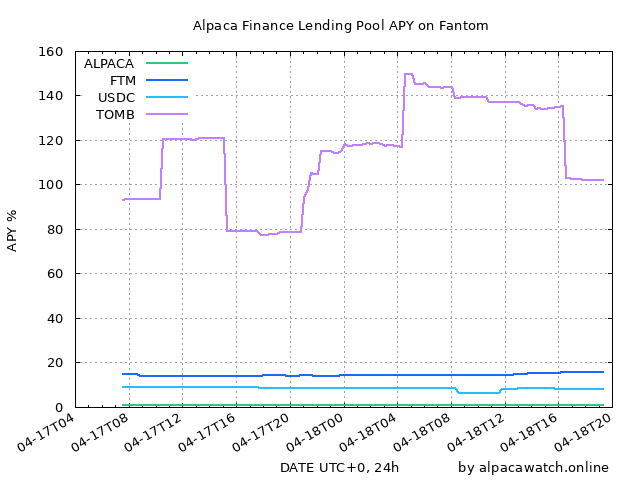 Alpaca Finance Lending Pool APY on Fantom
160
140
120
100
80
60
40
20
0
APY %
ALPACA
FTM
USDC
TOMB
04-17T04
04-17T08
04-17T12
04-17T16
04-17T20
04-18T00
04-18T04
04-18T08
04-18T12
04-18T16
04-18T20
DATE UTC+0, 24h
by alpacawatch.online